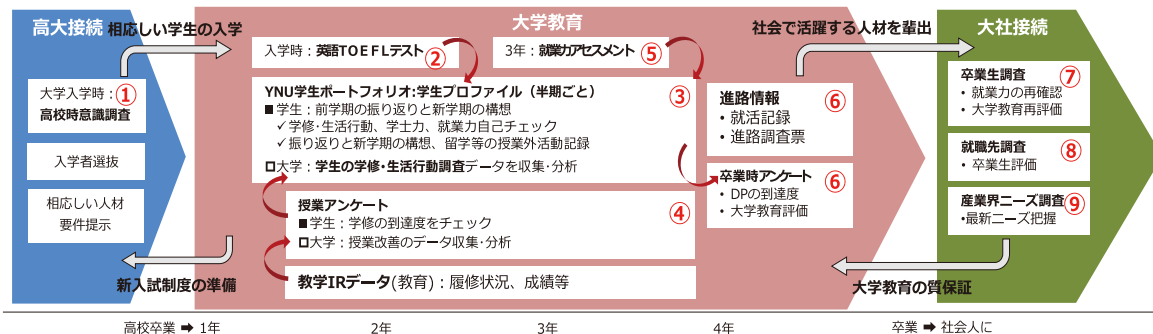 高大接続
相応しい学生の入学
大学入学時：①
高校時意識調査
入学者選抜
相応しい人材
要件提示
新入試制度の準備
大学教育
入学時：英語TOEFLテスト ②
3年：就業力アセスメント ⑤
YNU学生ポートフォリオ:学生プロファイル（半期ごと） ③
■学生：前学期の振り返りと新学期の構想
✓学修･生活行動、学士力、就業力自己チェック
✓振り返りと新学期の構想、留学等の授業外活動記録
□大学：学生の学修･生活行動調査データを収集･分析
授業アンケート ④
■学生：学修の到達度をチェック
□大学：授業改善のデータ収集･分析
教学IRデータ(教育)：履修状況、成績等
進路情報 ⑥
• 就活記録
• 進路調査票
卒業時アンケート ⑥
• DPの到達度
• 大学教育評価
社会で活躍する人材を輩出
大学教育の質保証
大社接続
卒業生調査 ⑦
• 就業力の再確認
• 大学教育再評価
就職先調査 ⑧
• 卒業生評価
産業界ニーズ調査 ⑨
•最新ニーズ把握
高校卒業 ➡ 1年
2年
3年
4年
卒業 ➡ 社会人に